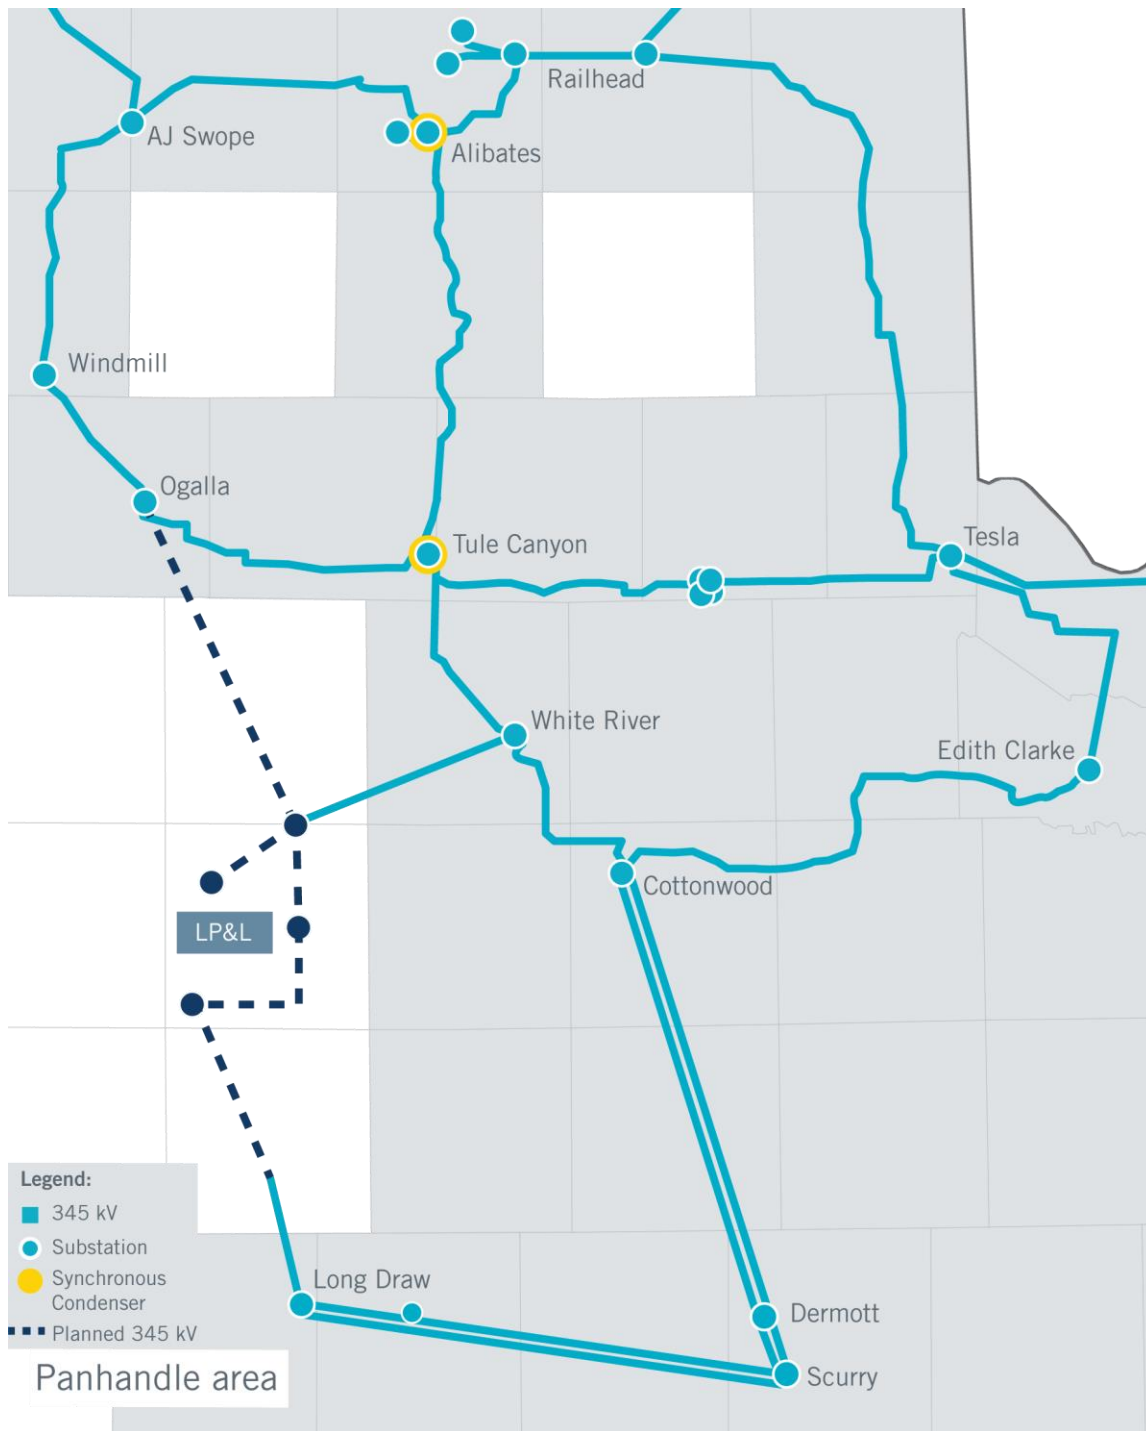 Railhead
AJ Swope
Alibates
Windmill
Ogalla
Tule Canyon
Tesla
White River
Edith Clarke
Cottonwood
LP&L
Legend:
345 kV
Substation
Synchronous
Condenser
Planned 345 kV
Long Draw
Dermott
Scurry
Panhandle area